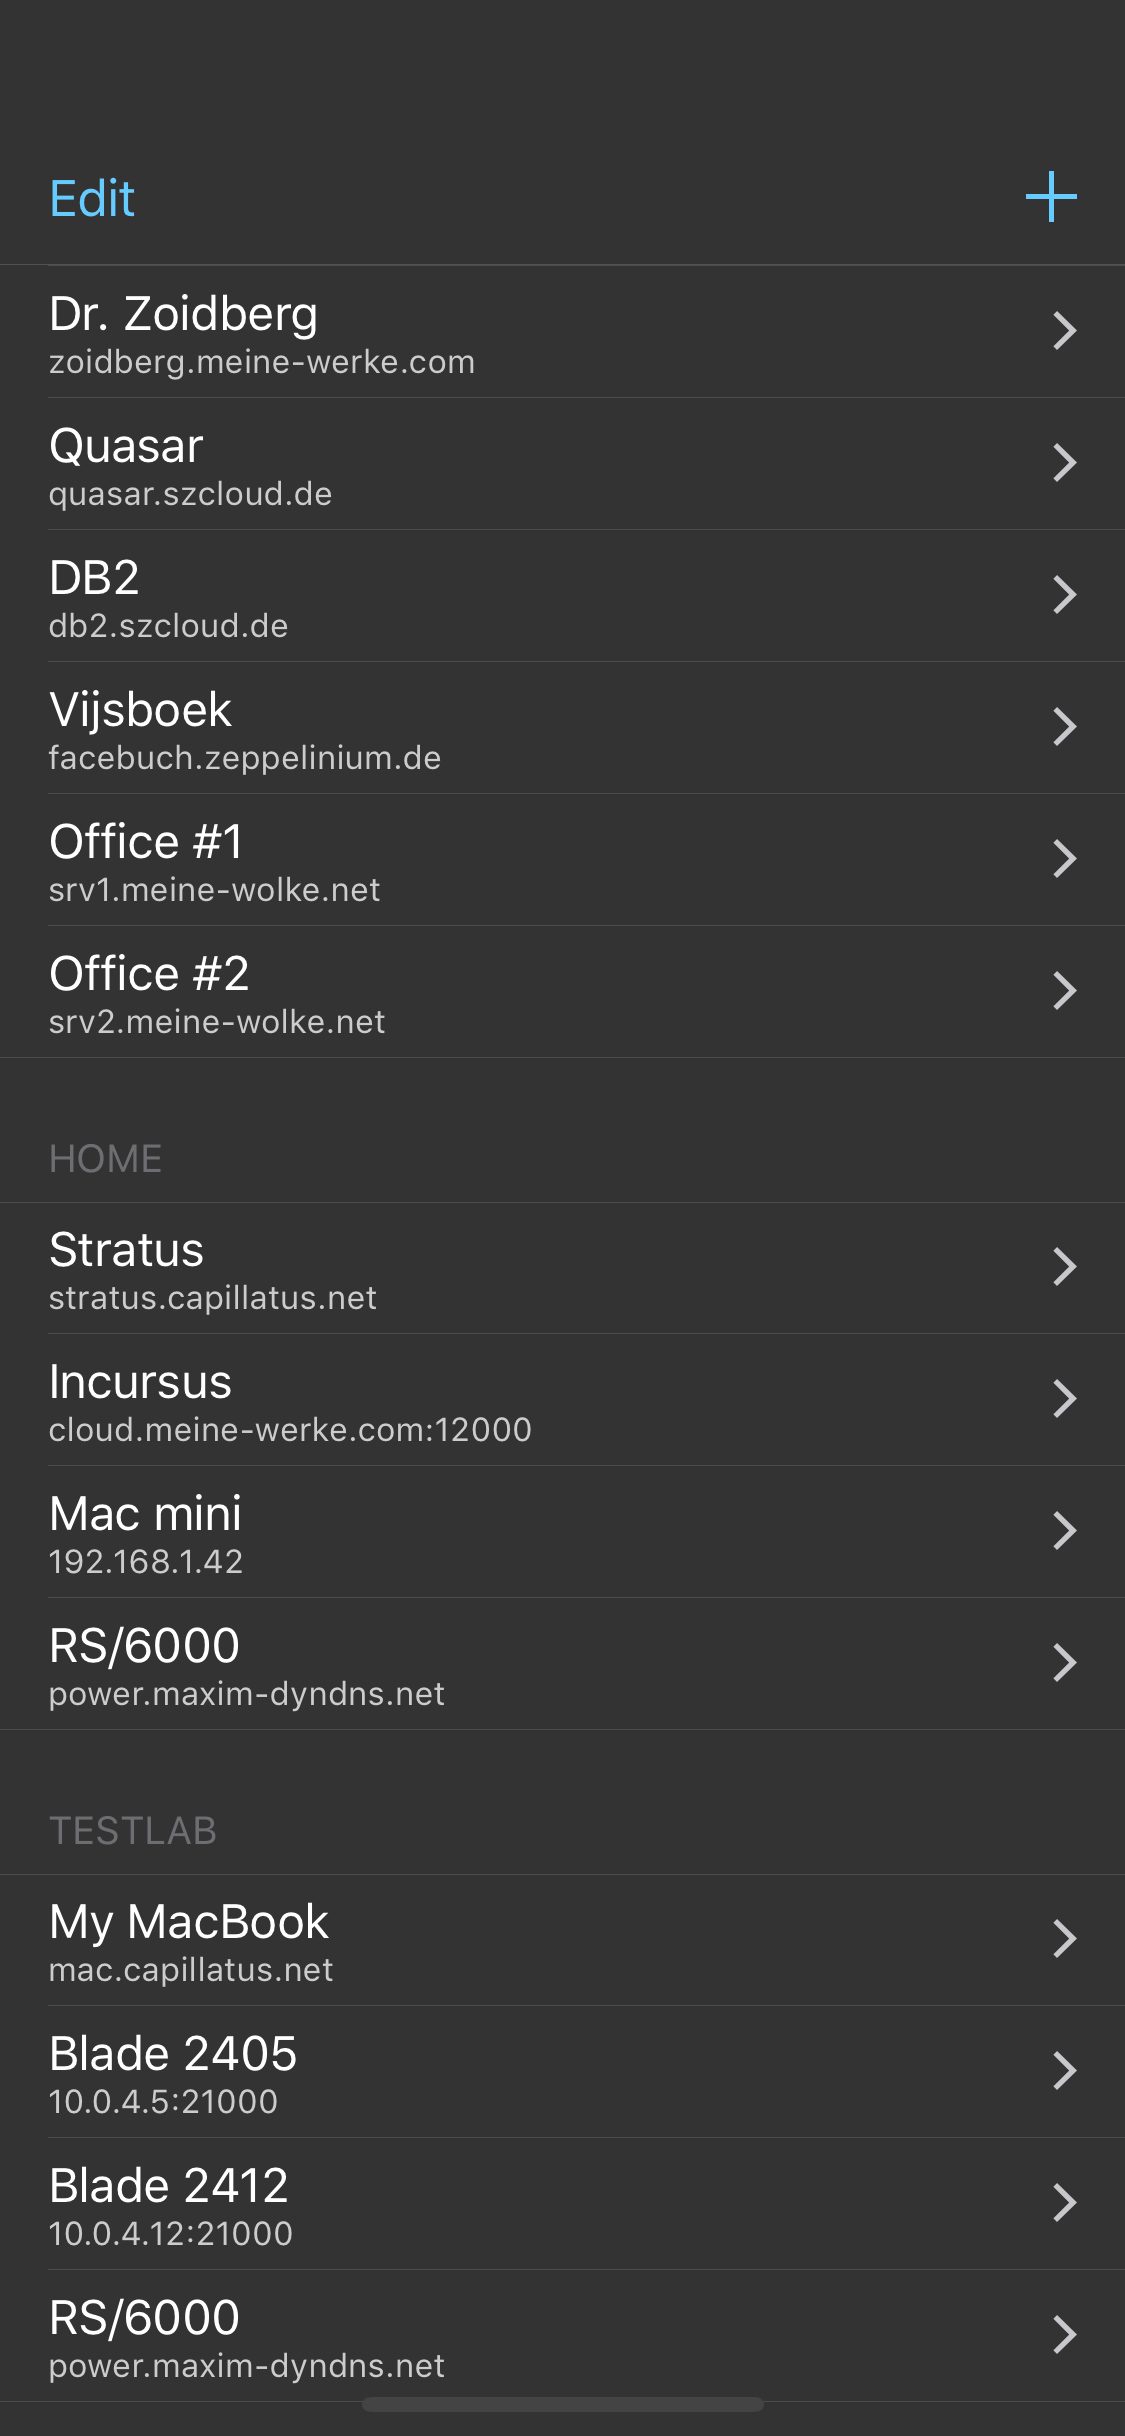 Edit
Dr. Zoidberg
zoidberg.meine-werke.com
Quasar
quasar.szcloud.de
DB2
db2.szcloud.de
Vijsboek
facebuch.zeppelinium.de
Office #1
srv1.meine-wolke.net
Office #2
srv2.meine-wolke.net
HOME
Stratus
stratus.capillatus.net
Incursus
cloud.meine-werke.com:12000
Mac mini
192.168.1.42
RS/6000
power.maxim-dyndns.net
TESTLAB
My MacBook
mac.capillatus.net
Blade 2405
10.0.4.5:21000
Blade 2412
10.0.4.12:21000
RS/6000
power.maxim-dyndns.net